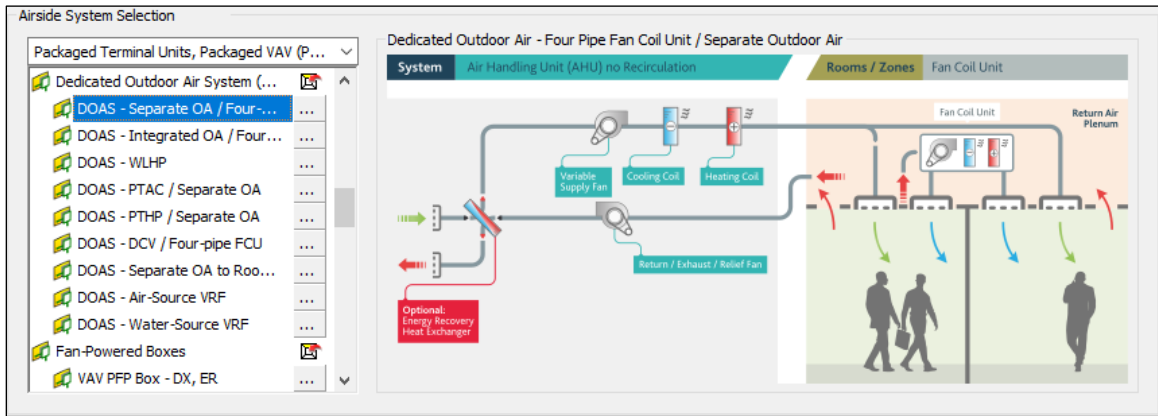 Airside System Selection
Packaged Terminal Units, Packaged VAV (P...
Dedicated Outdoor Air System (...
DOAS - Separate OA / Four-...
...
DOAS - Integrated OA / Four...
...
DOAS - WLHP
...
DOAS - PTAC / Separate OA
...
DOAS - PTHP / Separate OA
...
DOAS - DCV / Four-pipe FCU
...
DOAS - Separate OA to Roo...
...
DOAS - Air-Source VRF
...
DOAS - Water-Source VRF
...
Fan-Powered Boxes
VAV PFP Box - DX, ER
...
Dedicated Outdoor Air - Four Pipe Fan Coil Unit / Separate Outdoor Air
System Air Handling Unit (AHU) no Recirculation
Rooms / Zones Fan Coil Unit
Variable
Supply Fan
Cooling Coil
Heating Coil
Return / Exhaust / Relief Fan
Optional:
Energy Recovery
Heat Exchanger
Fan Coil Unit
Return Air
Plenum